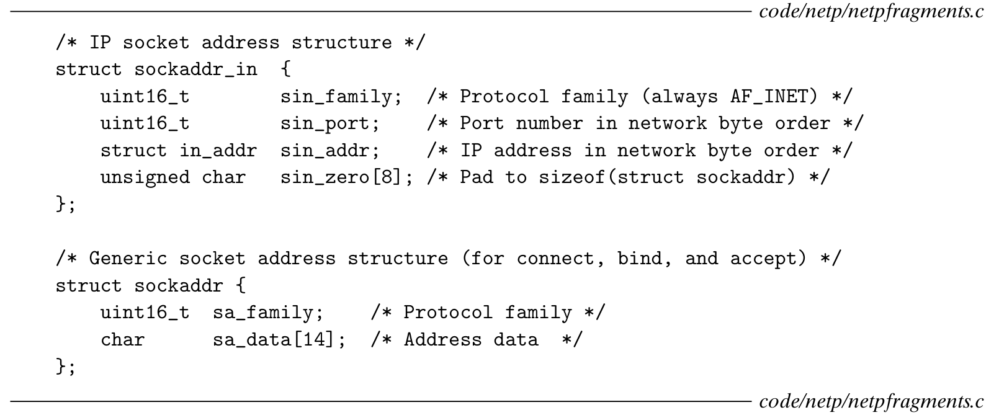 code/netp/netpfragments.c
/* IP socket address structure */
struct sockaddr_in  {
    uint16_t        sin_family;  /* Protocol family (always AF_INET) */
    uint16_t        sin_port;    /* Port number in network byte order */
    struct in_addr  sin_addr;    /* IP address in network byte order */
    unsigned char   sin_zero[8]; /* Pad to sizeof(struct sockaddr) */
};
/* Generic socket address structure (for connect, bind, and accept) */
struct sockaddr {
    uint16_t  sa_family;    /* Protocol family */
    char      sa_data[14];  /* Address data  */
};
code/netp/netpfragments.c